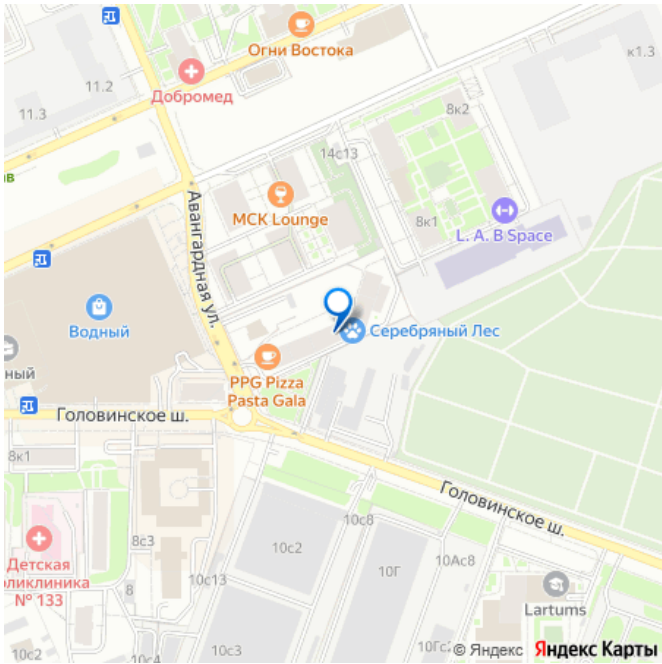 Огни Востока
к1.3
11.2
Добромед
8к2
11.3
14с13
ав
МСК Lounge
8к1
L. A. B Space
Авангардная ул.
Водный
Серебряный Лес
ный
PPG Pizza
Pasta Gala
Головинское ш.
8к1
Головинское ш.
10с8
8с3
10с2
10Г
10Ас8
Детская
оликлиника
№ 133
10с13
8
Lartums
10с2
10с3
10Гс2
© Яндекс Яндекс Карты